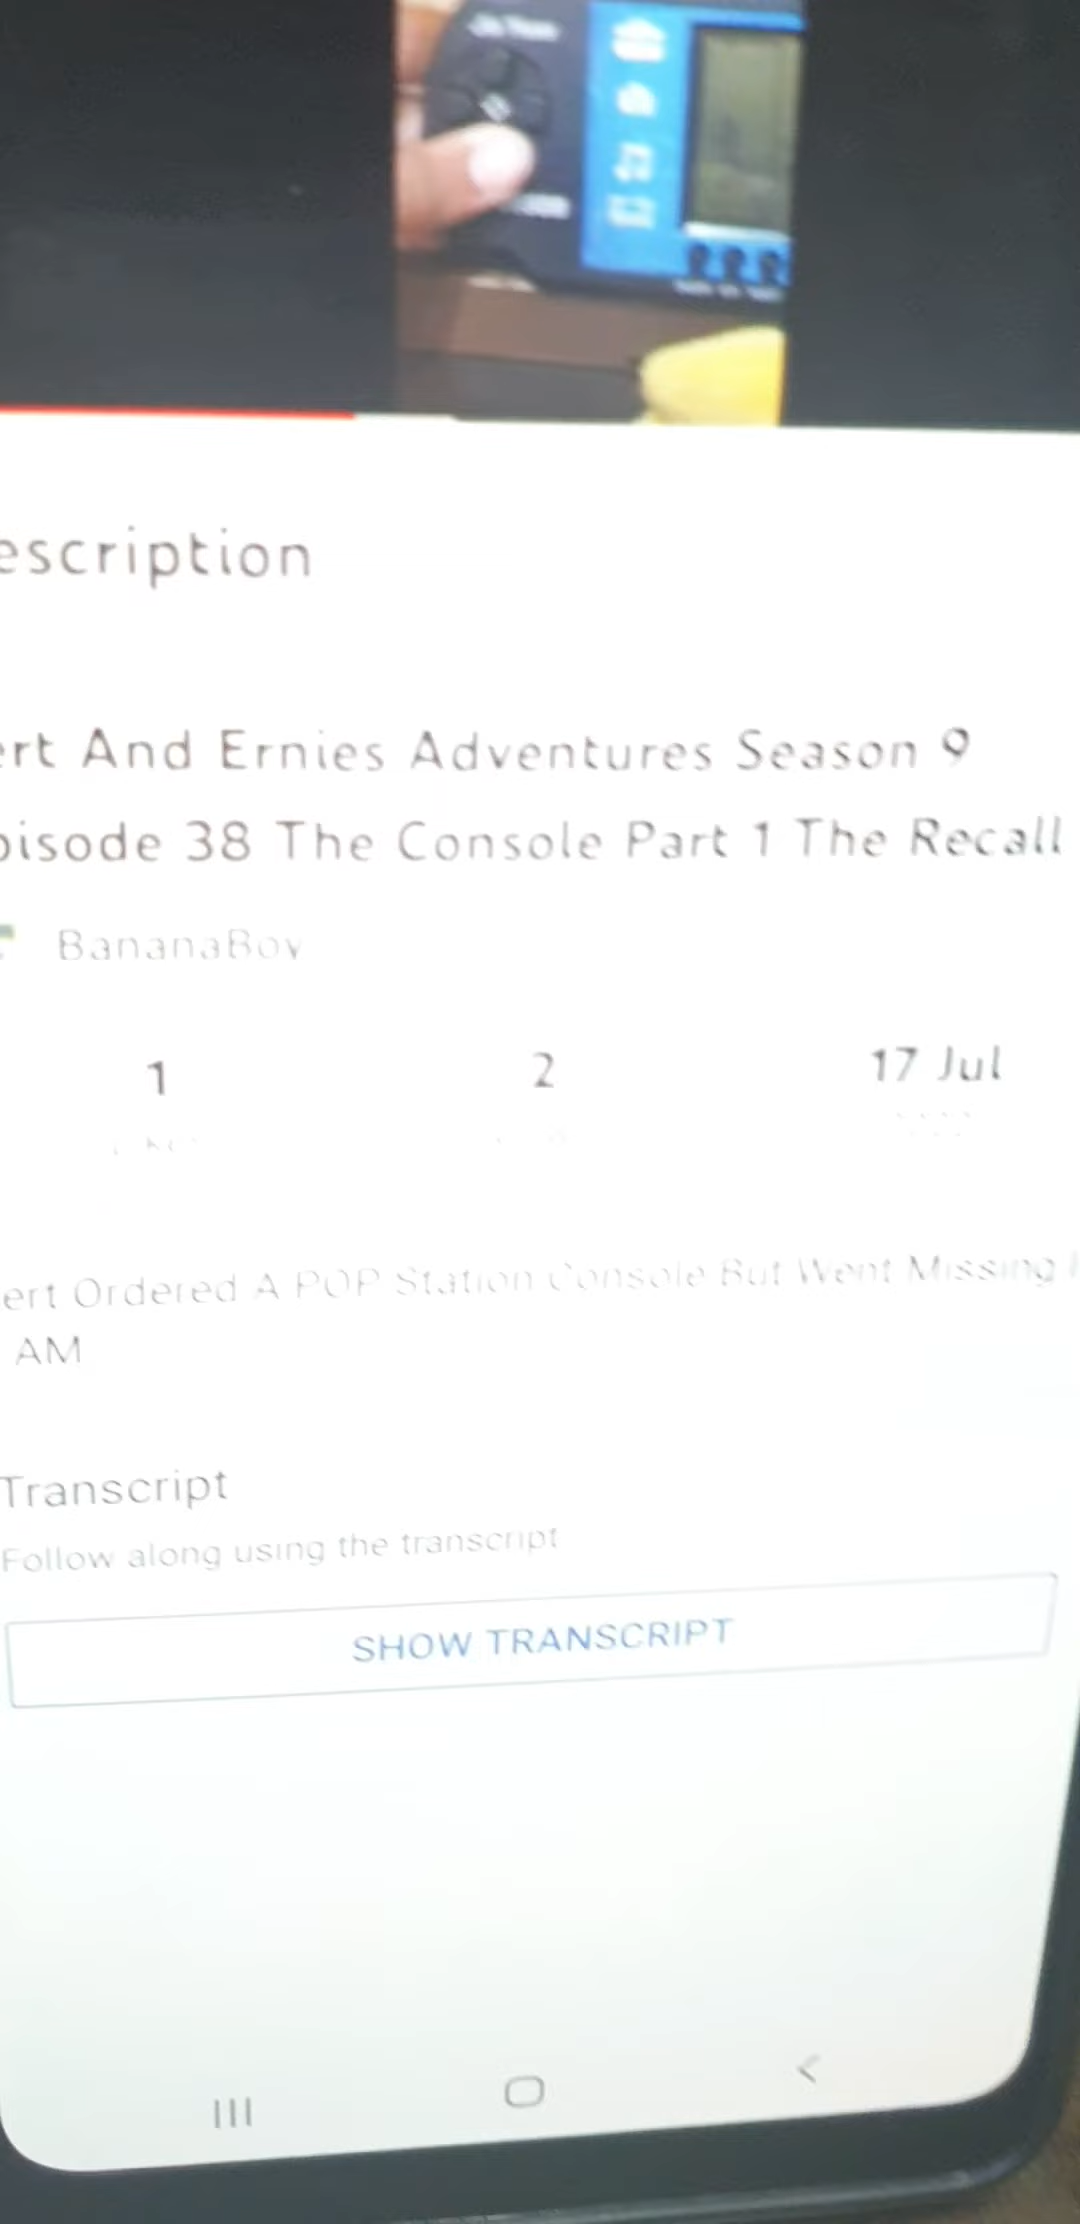 escription
ert And Ernies Adventures Season 9
pisode 38 The Console Part 1 The Recall
BananaBoy
1 2 17 Jul
ert Ordered A POP Station Console But Went Missing
AM
Transcript
Follow along using the transcript
SHOW TRANSCRIPT